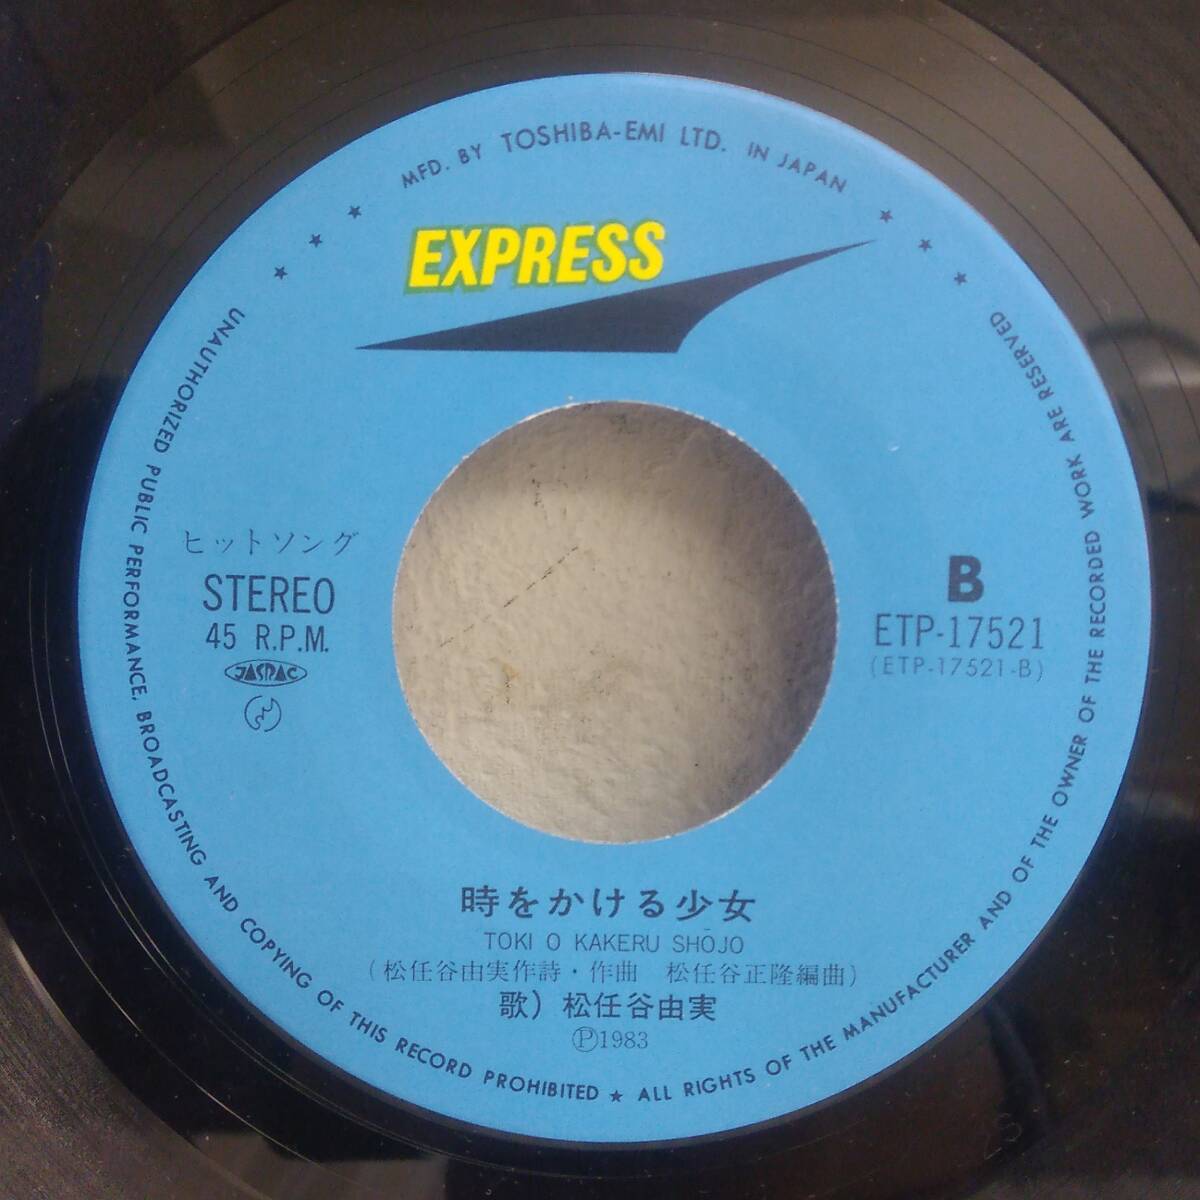 MFD. BY TOSHIBA-EMI LTD. IN JAPAN
EXPRESS
ヒットソング
STEREO
45 R.P.M.
JASRAC
B
ETP-17521
(ETP-17521-B)
時をかける少女
TOKI O KAKERU SHŌJO
(松任谷由実作詩・作曲 松任谷正隆編曲)
歌) 松任谷由実
Ⓟ1983
UNAUTHORIZED PUBLIC PERFORMANCE, BROADCASTING AND COPYING OF THIS RECORD PROHIBITED ★ ALL RIGHTS OF THE MANUFACTURER AND OF THE OWNER OF THE RECORDED WORK ARE RESERVED